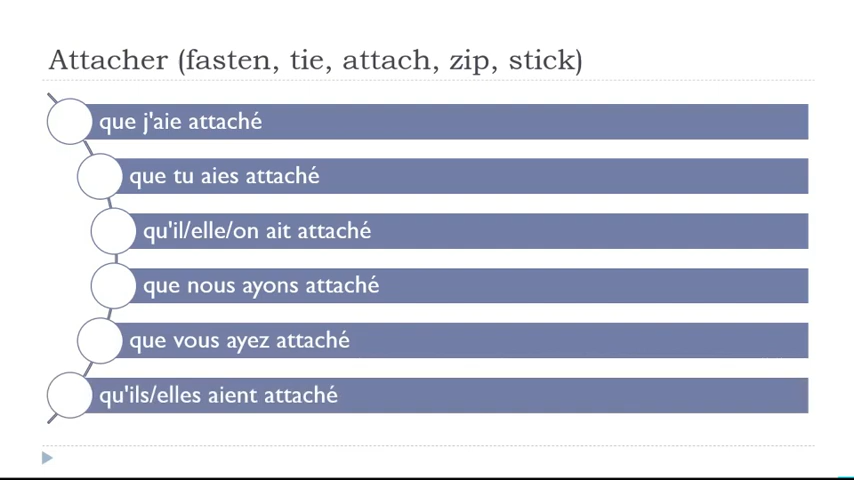 Attacher (fasten, tie, attach, zip, stick)
que j'aie attaché
que tu aies attaché
qu'il/elle/on ait attaché
que nous ayons attaché
que vous ayez attaché
qu'ils/elles aient attaché